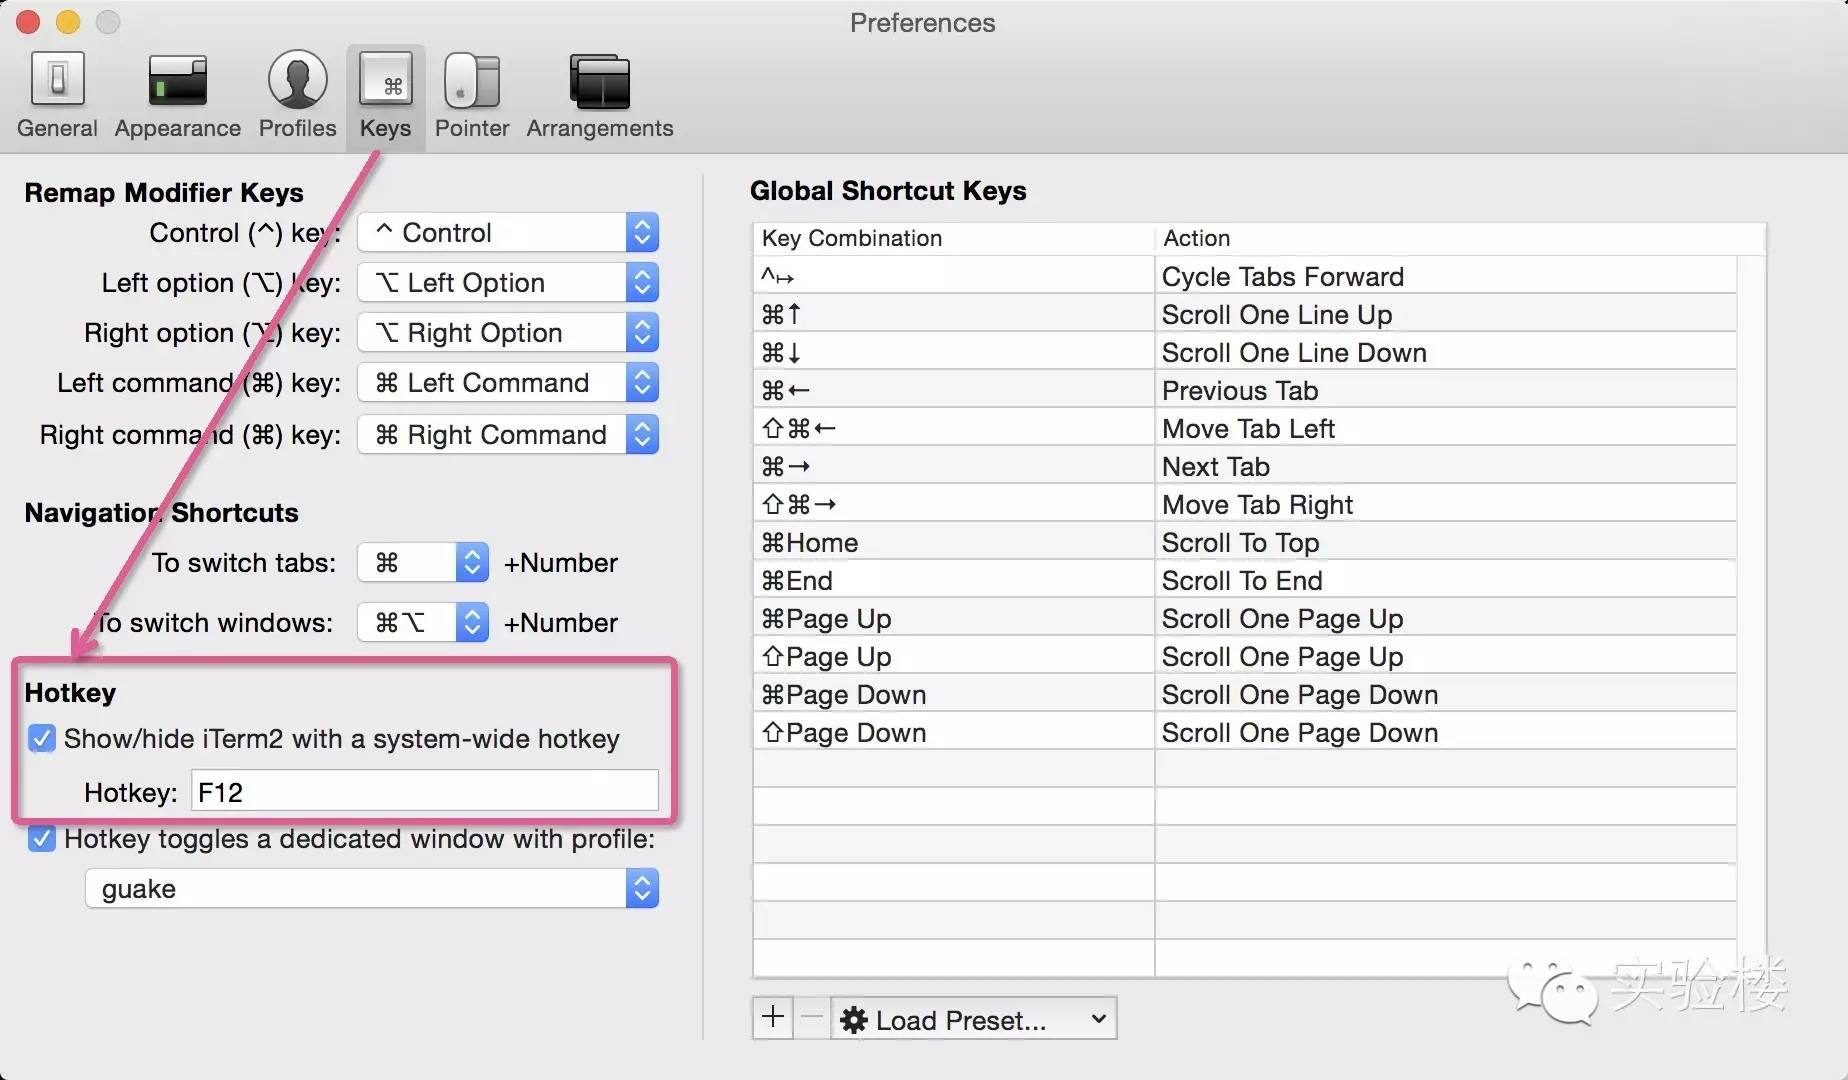 Preferences
General
Appearance
Profiles
Keys
Pointer
Arrangements
Remap Modifier Keys
Control (^) key: ^ Control
Left option (⌥) key: ⌥ Left Option
Right option (⌥) key: ⌥ Right Option
Left command (⌘) key: ⌘ Left Command
Right command (⌘) key: ⌘ Right Command
Navigation Shortcuts
To switch tabs: ⌘ +Number
To switch windows: ⌘⌥ +Number
Hotkey
Show/hide iTerm2 with a system-wide hotkey
Hotkey: F12
Hotkey toggles a dedicated window with profile:
guake
Global Shortcut Keys
Key Combination Action
^↦ Cycle Tabs Forward
⌘↑ Scroll One Line Up
⌘↓ Scroll One Line Down
⌘← Previous Tab
⇧⌘← Move Tab Left
⌘→ Next Tab
⇧⌘→ Move Tab Right
⌘Home Scroll To Top
⌘End Scroll To End
⌘Page Up Scroll One Page Up
⇧Page Up Scroll One Page Up
⌘Page Down Scroll One Page Down
⇧Page Down Scroll One Page Down
Load Preset...
实验楼